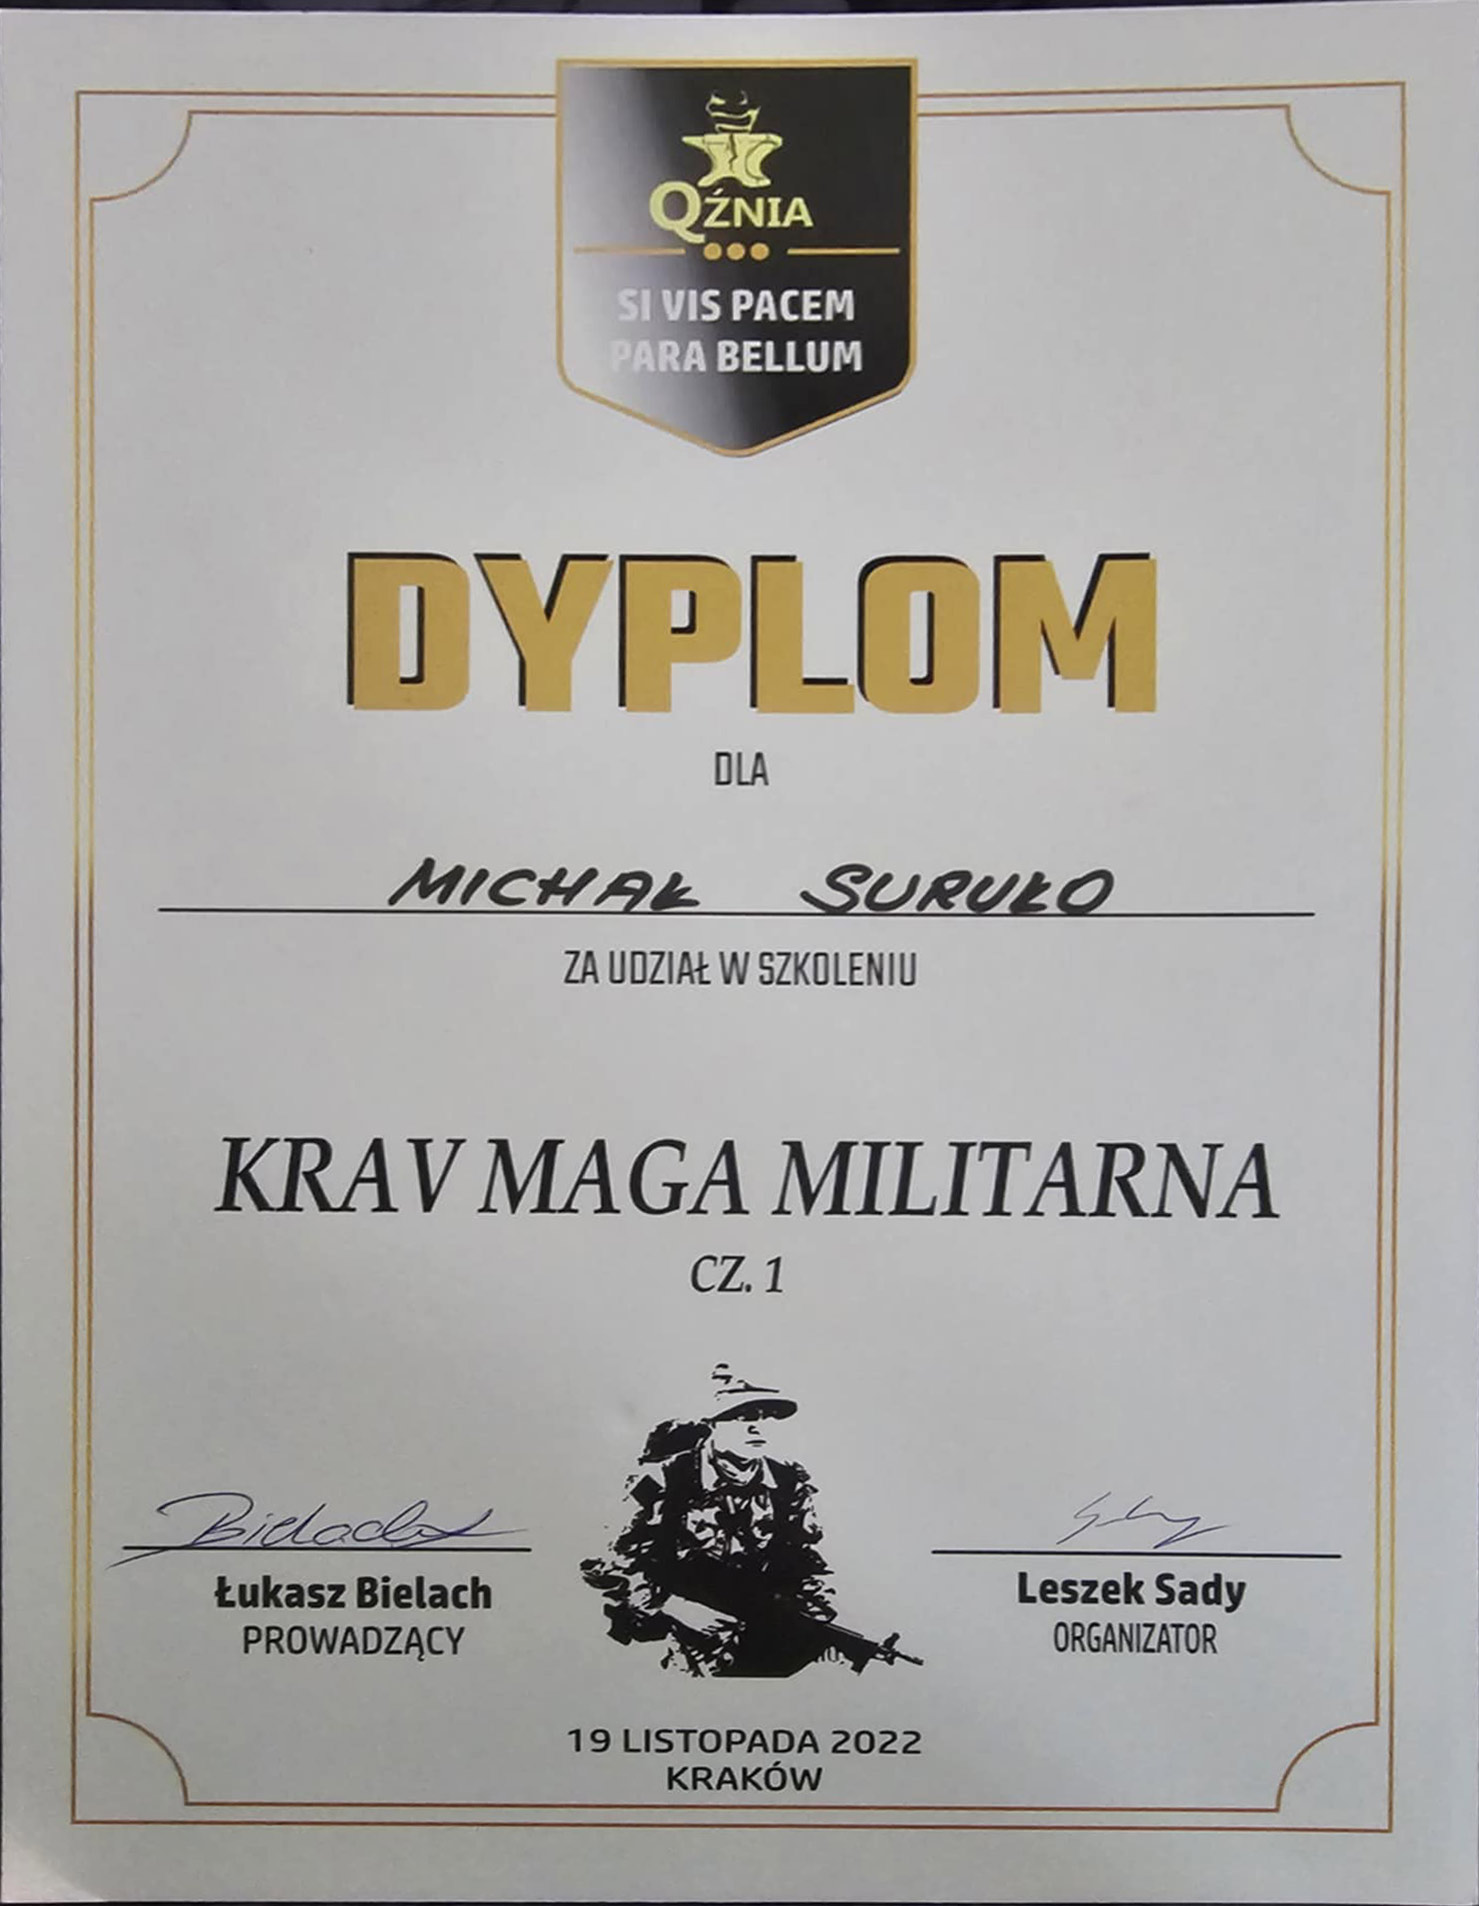 QŹNIA
SI VIS PACEM
PARA BELLUM
DYPLOM
DLA
MICHAŁ SURUŁO
ZA UDZIAŁ W SZKOLENIU
KRAV MAGA MILITARNA
CZ. 1
Bielach
Łukasz Bielach
PROWADZĄCY
Leszek Sady
ORGANIZATOR
19 LISTOPADA 2022
KRAKÓW